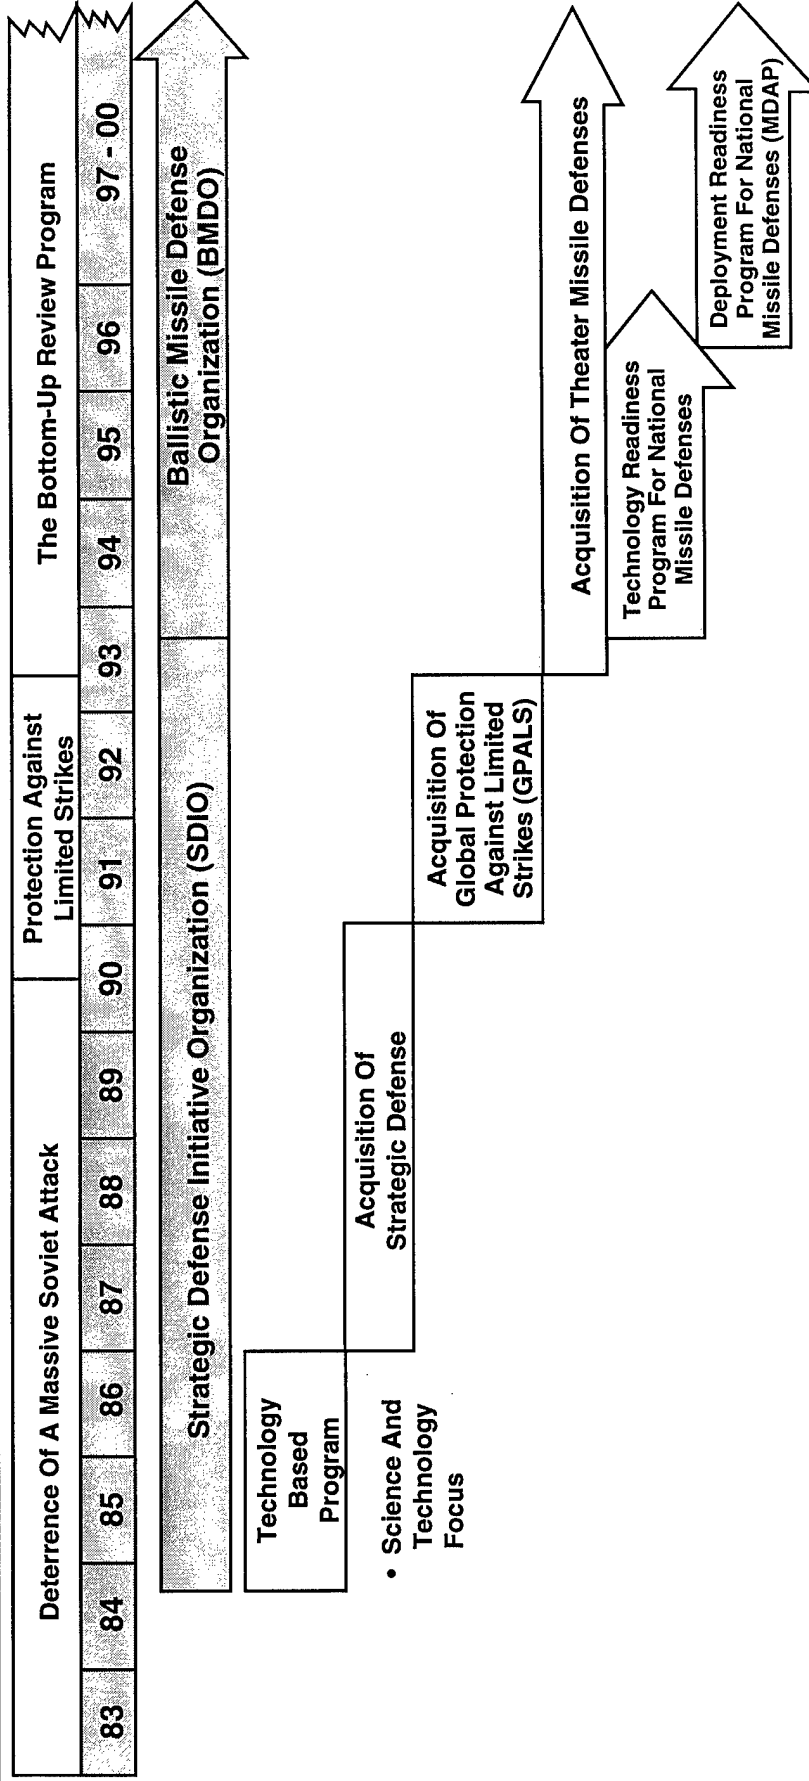 Deterrence Of A Massive Soviet Attack
Protection Against
Limited Strikes
The Bottom-Up Review Program
83 84 85 86 87 88 89 90 91 92 93 94 95 96 97 - 00
Strategic Defense Initiative Organization (SDIO)
Ballistic Missile Defense
Organization (BMDO)
Technology
Based
Program
• Science And
Technology
Focus
Acquisition Of
Strategic Defense
Acquisition Of
Global Protection
Against Limited
Strikes (GPALS)
Acquisition Of Theater Missile Defenses
Technology Readiness
Program For National
Missile Defenses
Deployment Readiness
Program For National
Missile Defenses (MDAP)